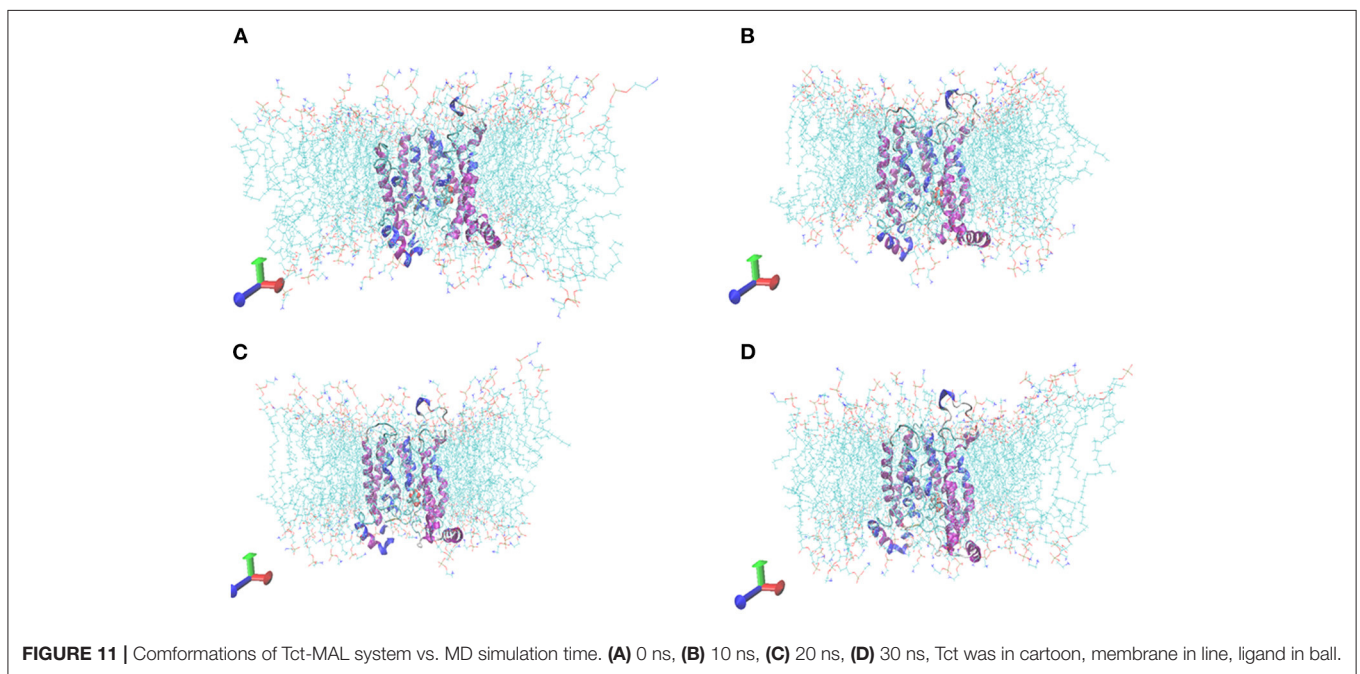 A
B
C
D
FIGURE 11 | Comformations of Tct-MAL system vs. MD simulation time. (A) 0 ns, (B) 10 ns, (C) 20 ns, (D) 30 ns, Tct was in cartoon, membrane in line, ligand in ball.